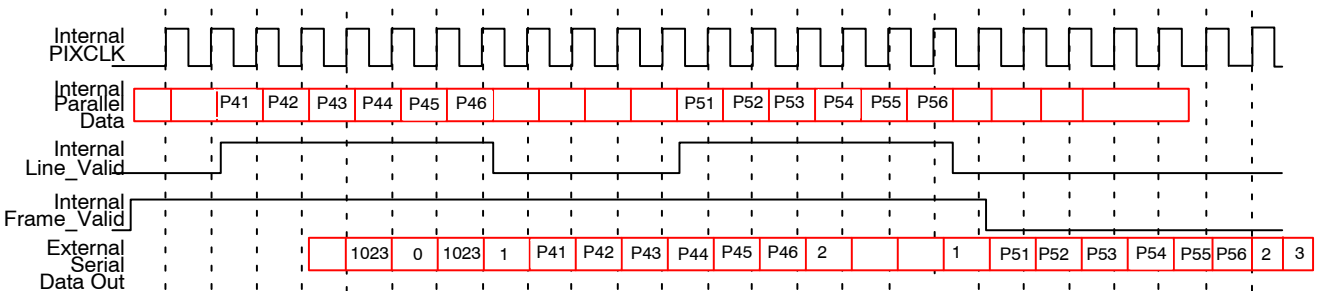 Internal
PIXCLK
Internal
Parallel
Data
P41 P42 P43 P44 P45 P46 P51 P52 P53 P54 P55 P56
Internal
Line_Valid
Internal
Frame_Valid
External
Serial
Data Out
1023 0 1023 1 P41 P42 P43 P44 P45 P46 2 1 P51 P52 P53 P54 P55 P56 2 3